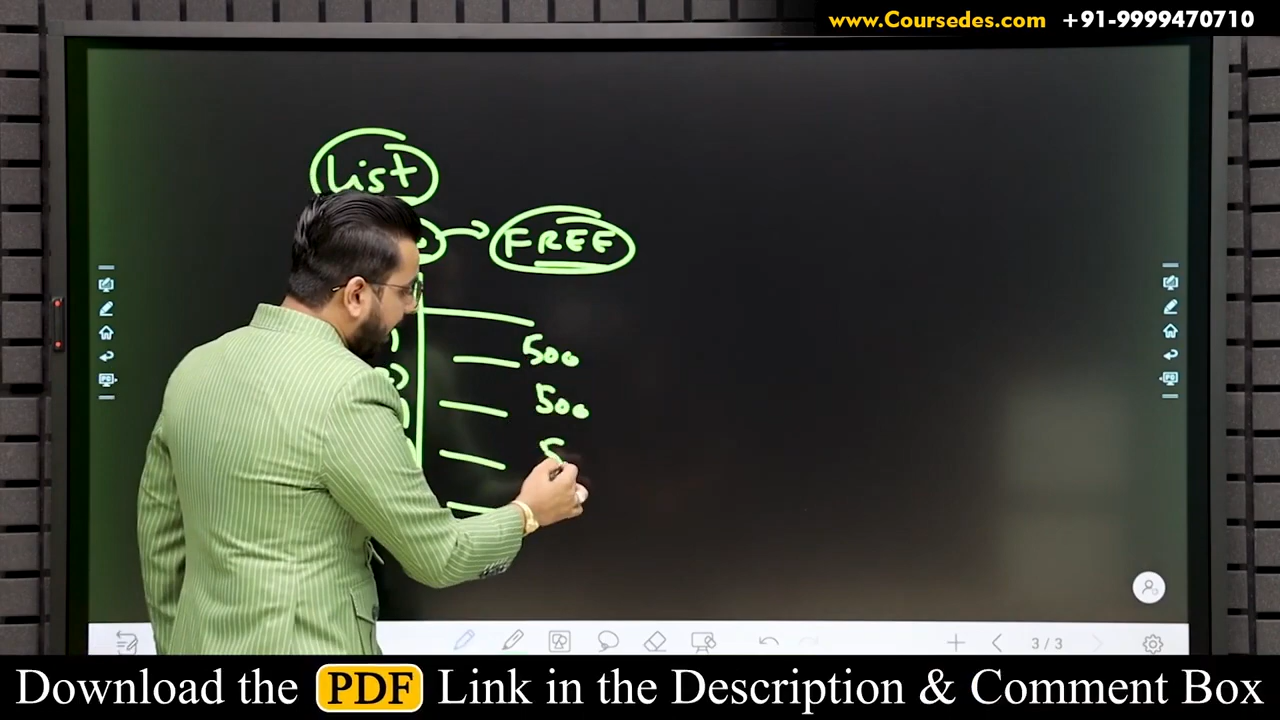 www.Coursedes.com +91-9999470710
List
FREE
500
500
5
3/3
Download the PDF Link in the Description & Comment Box